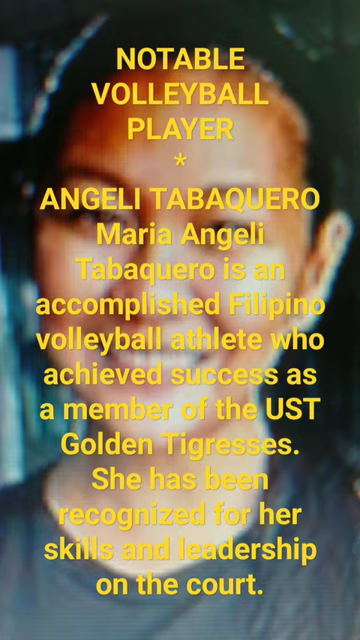 NOTABLE
VOLLEYBALL
PLAYER
*
ANGELI TABAQUERO
Maria Angeli
Tabaquero is an
accomplished Filipino
volleyball athlete who
achieved success as
a member of the UST
Golden Tigresses.
She has been
recognized for her
skills and leadership
on the court.